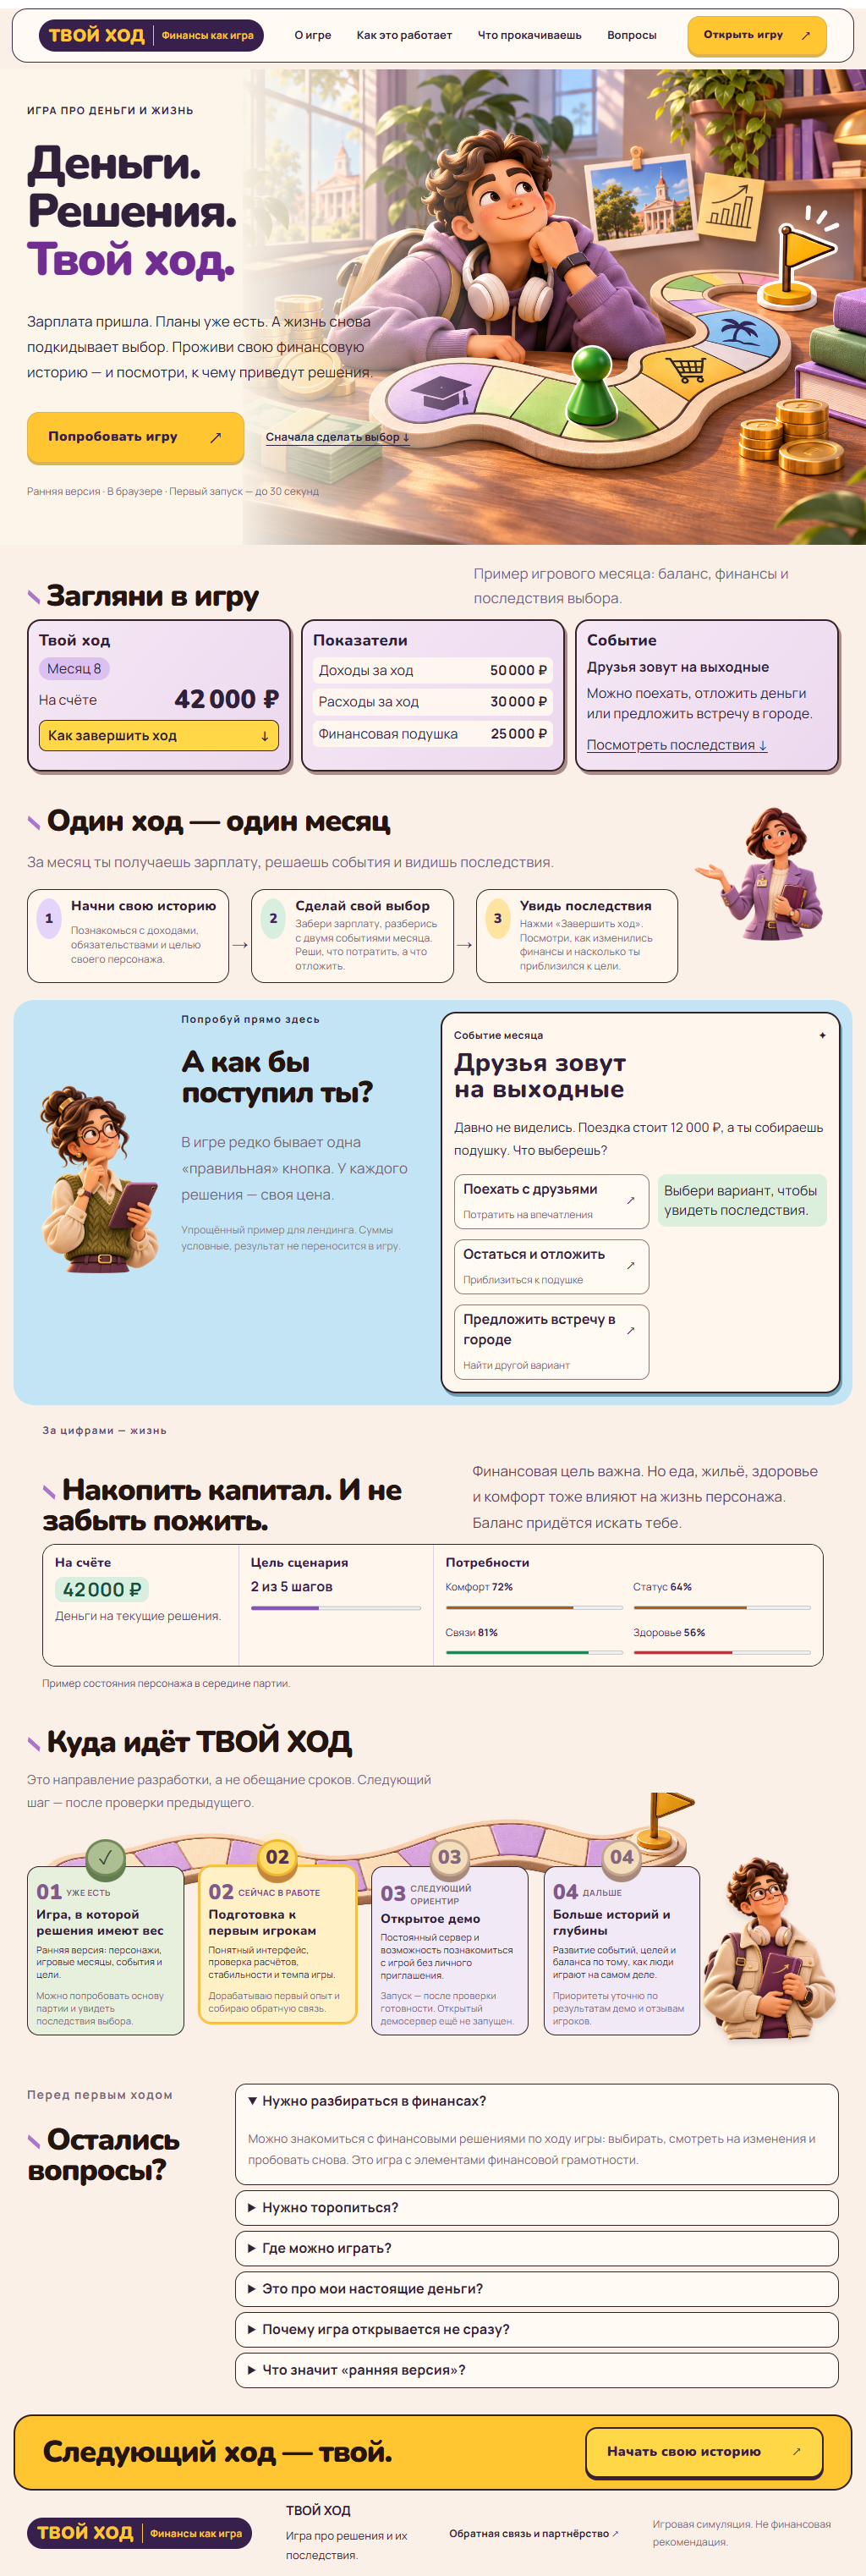 ТВОЙ ХОД
Финансы как игра
О игре
Как это работает
Что прокачиваешь
Вопросы
Открыть игру ↗
ИГРА ПРО ДЕНЬГИ И ЖИЗНЬ
Деньги.
Решения.
Твой ход.
Зарплата пришла. Планы уже есть. А жизнь снова
подкидывает выбор. Проживи свою финансовую
историю — и посмотри, к чему приведут решения.
Попробовать игру ↗
Сначала сделать выбор ↓
Ранняя версия · В браузере · Первый запуск — до 30 секунд
Загляни в игру
Пример игрового месяца: баланс, финансы и
последствия выбора.
Твой ход
Месяц 8
На счёте 42 000 ₽
Как завершить ход ↓
Показатели
Доходы за ход 50 000 ₽
Расходы за ход 30 000 ₽
Финансовая подушка 25 000 ₽
Событие
Друзья зовут на выходные
Можно поехать, отложить деньги
или предложить встречу в городе.
Посмотреть последствия ↓
Один ход — один месяц
За месяц ты получаешь зарплату, решаешь события и видишь последствия.
1
Начни свою историю
Познакомься с доходами,
обязательствами и целью
своего персонажа.
→
2
Сделай свой выбор
Забери зарплату, разберись
с двумя событиями месяца.
Реши, что потратить, а что
отложить.
→
3
Увидь последствия
Нажми «Завершить ход».
Посмотри, как изменились
финансы и насколько ты
приблизился к цели.
Попробуй прямо здесь
А как бы
поступил ты?
В игре редко бывает одна
«правильная» кнопка. У каждого
решения — своя цена.
Упрощённый пример для лендинга. Суммы
условные, результат не переносится в игру.
Событие месяца ✦
Друзья зовут
на выходные
Давно не виделись. Поездка стоит 12 000 ₽, а ты собираешь
подушку. Что выберешь?
Поехать с друзьями ↗
Потратить на впечатления
Остаться и отложить ↗
Приблизиться к подушке
Предложить встречу в
городе ↗
Найти другой вариант
Выбери вариант, чтобы
увидеть последствия.
За цифрами — жизнь
Накопить капитал. И не
забыть пожить.
Финансовая цель важна. Но еда, жильё, здоровье
и комфорт тоже влияют на жизнь персонажа.
Баланс придётся искать тебе.
На счёте
42 000 ₽
Деньги на текущие решения.
Цель сценария
2 из 5 шагов
Потребности
Комфорт 72%
Статус 64%
Связи 81%
Здоровье 56%
Пример состояния персонажа в середине партии.
Куда идёт ТВОЙ ХОД
Это направление разработки, а не обещание сроков. Следующий
шаг — после проверки предыдущего.
✓
02
03
04
01 УЖЕ ЕСТЬ
Игра, в которой
решения имеют вес
Ранняя версия: персонажи,
игровые месяцы, события и
цели.
Можно попробовать основу
партии и увидеть
последствия выбора.
02 СЕЙЧАС В РАБОТЕ
Подготовка к
первым игрокам
Понятный интерфейс,
проверка расчётов,
стабильности и темпа игры.
Дорабатываю первый опыт и
собираю обратную связь.
03 СЛЕДУЮЩИЙ
ОРИЕНТИР
Открытое демо
Постоянный сервер и
возможность познакомиться
с игрой без личного
приглашения.
Запуск — после проверки
готовности. Открытый
демосервер ещё не запущен.
04 ДАЛЬШЕ
Больше историй и
глубины
Развитие событий, целей и
баланса по тому, как люди
играют на самом деле.
Приоритеты уточню по
результатам демо и отзывам
игроков.
Перед первым ходом
Остались
вопросы?
▼ Нужно разбираться в финансах?
Можно знакомиться с финансовыми решениями по ходу игры: выбирать, смотреть на изменения и
пробовать снова. Это игра с элементами финансовой грамотности.
▶ Нужно торопиться?
▶ Где можно играть?
▶ Это про мои настоящие деньги?
▶ Почему игра открывается не сразу?
▶ Что значит «ранняя версия»?
Следующий ход — твой.
Начать свою историю ↗
ТВОЙ ХОД
Финансы как игра
ТВОЙ ХОД
Игра про решения и их
последствия.
Обратная связь и партнёрство ↗
Игровая симуляция. Не финансовая
рекомендация.